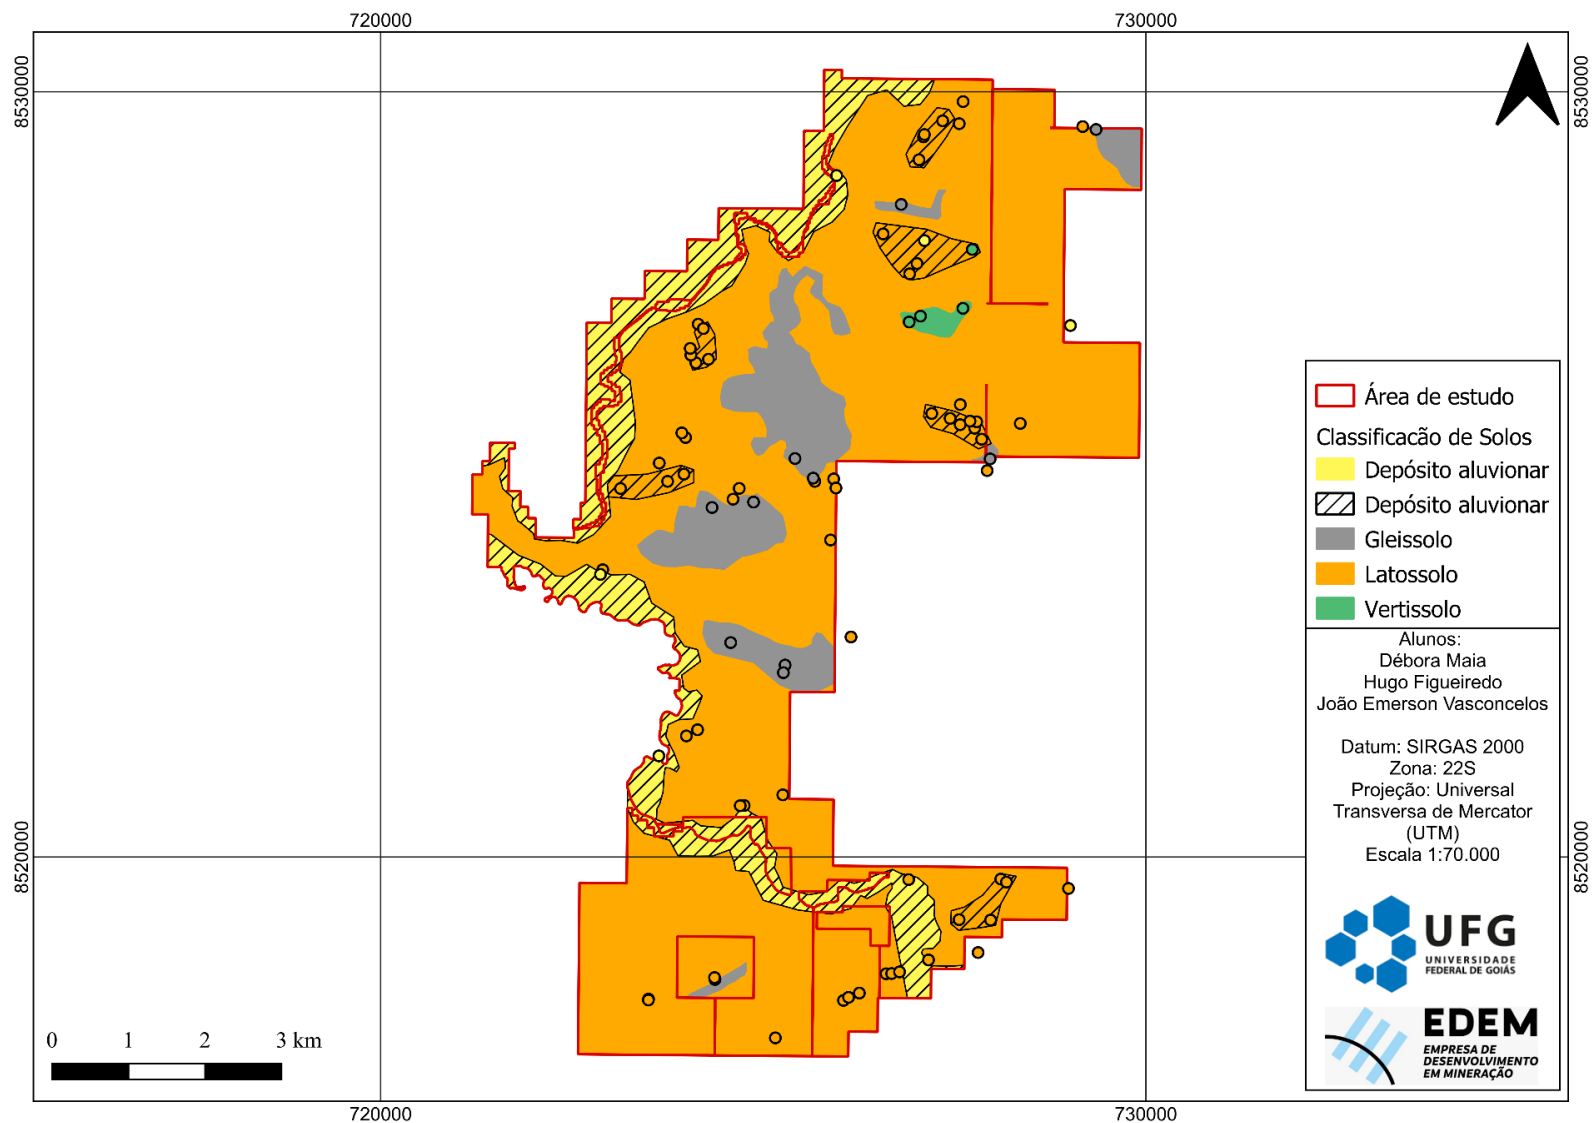 720000
730000
8530000
8530000
Área de estudo
Classificacão de Solos
Depósito aluvionar
Depósito aluvionar
Gleissolo
Latossolo
Vertissolo
Alunos:
Débora Maia
Hugo Figueiredo
João Emerson Vasconcelos
Datum: SIRGAS 2000
Zona: 22S
Projeção: Universal
Transversa de Mercator
(UTM)
Escala 1:70.000
8520000
8520000
UFG
UNIVERSIDADE
FEDERAL DE GOIÁS
EDEM
EMPRESA DE
DESENVOLVIMENTO
EM MINERAÇÃO
0 1 2 3 km
720000
730000